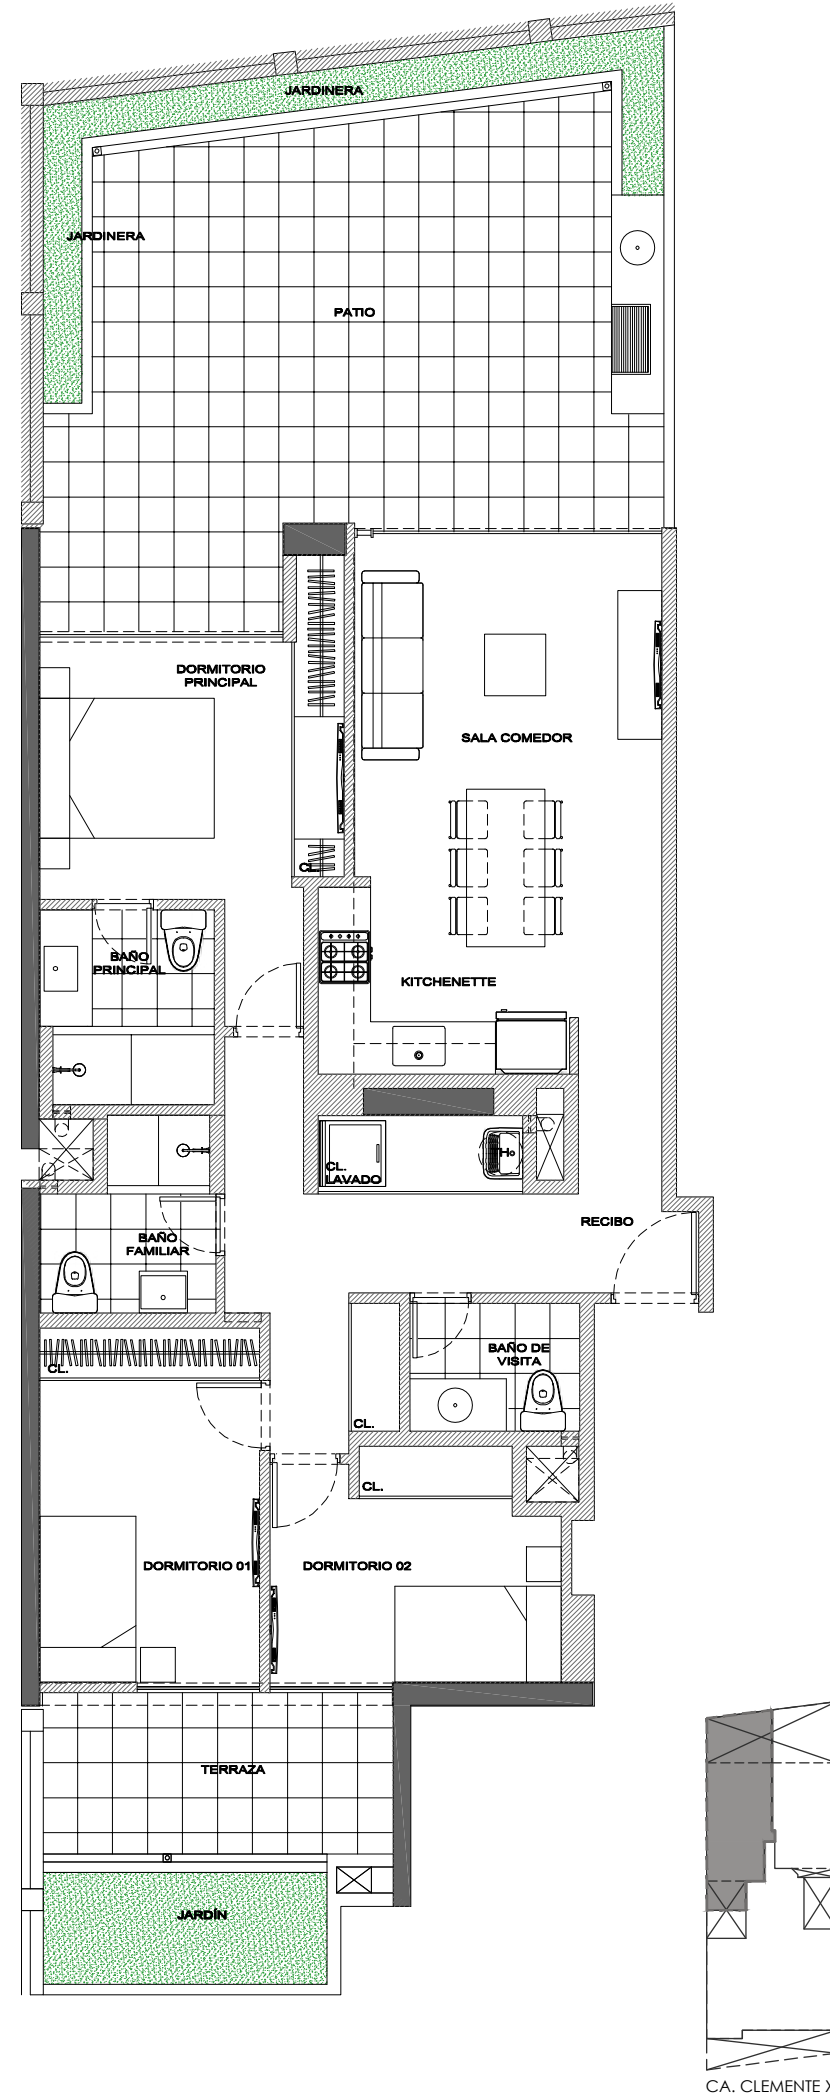 JARDINERA
JARDINERA
PATIO
DORMITORIO
PRINCIPAL
SALA COMEDOR
CL.
BAÑO
PRINCIPAL
KITCHENETTE
CL.
LAVADO
H
RECIBO
BAÑO
FAMILIAR
BAÑO DE
VISITA
CL.
CL.
CL.
DORMITORIO 01
DORMITORIO 02
TERRAZA
JARDÍN
CA. CLEMENTE X